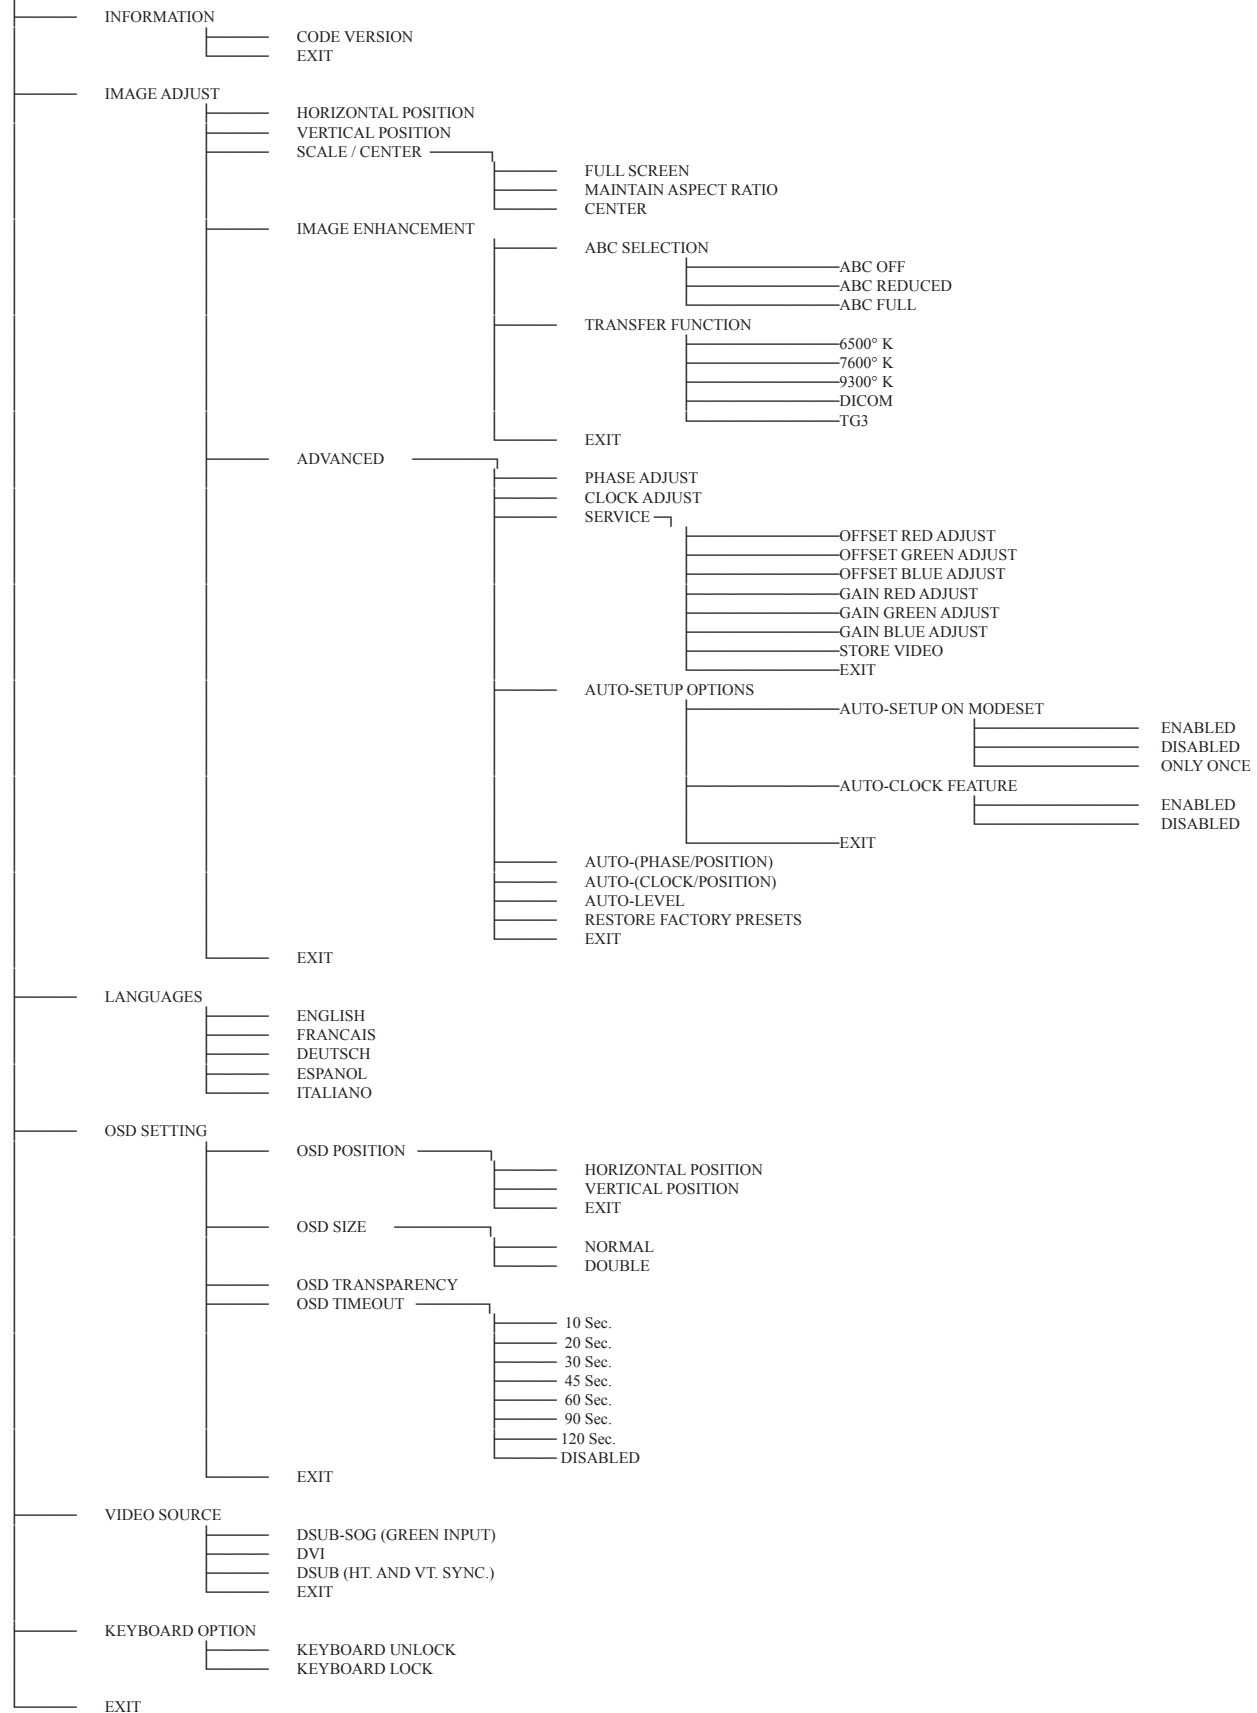 INFORMATION
CODE VERSION
EXIT
IMAGE ADJUST
HORIZONTAL POSITION
VERTICAL POSITION
SCALE / CENTER
FULL SCREEN
MAINTAIN ASPECT RATIO
CENTER
IMAGE ENHANCEMENT
ABC SELECTION
ABC OFF
ABC REDUCED
ABC FULL
TRANSFER FUNCTION
6500° K
7600° K
9300° K
DICOM
TG3
EXIT
ADVANCED
PHASE ADJUST
CLOCK ADJUST
SERVICE
OFFSET RED ADJUST
OFFSET GREEN ADJUST
OFFSET BLUE ADJUST
GAIN RED ADJUST
GAIN GREEN ADJUST
GAIN BLUE ADJUST
STORE VIDEO
EXIT
AUTO-SETUP OPTIONS
AUTO-SETUP ON MODESET
ENABLED
DISABLED
ONLY ONCE
AUTO-CLOCK FEATURE
ENABLED
DISABLED
EXIT
AUTO-(PHASE/POSITION)
AUTO-(CLOCK/POSITION)
AUTO-LEVEL
RESTORE FACTORY PRESETS
EXIT
EXIT
LANGUAGES
ENGLISH
FRANCAIS
DEUTSCH
ESPANOL
ITALIANO
OSD SETTING
OSD POSITION
HORIZONTAL POSITION
VERTICAL POSITION
EXIT
OSD SIZE
NORMAL
DOUBLE
OSD TRANSPARENCY
OSD TIMEOUT
10 Sec.
20 Sec.
30 Sec.
45 Sec.
60 Sec.
90 Sec.
120 Sec.
DISABLED
EXIT
VIDEO SOURCE
DSUB-SOG (GREEN INPUT)
DVI
DSUB (HT. AND VT. SYNC.)
EXIT
KEYBOARD OPTION
KEYBOARD UNLOCK
KEYBOARD LOCK
EXIT